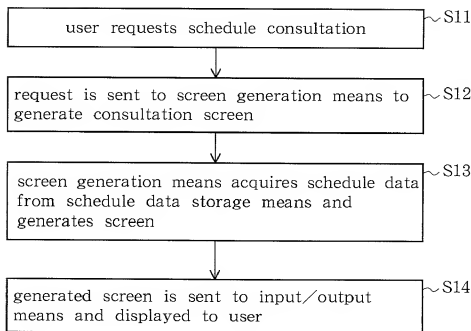 user requests schedule consultation
S11
request is sent to screen generation means to
generate consultation screen
S12
screen generation means acquires schedule data
from schedule data storage means and
generates screen
S13
generated screen is sent to input/output
means and displayed to user
S14